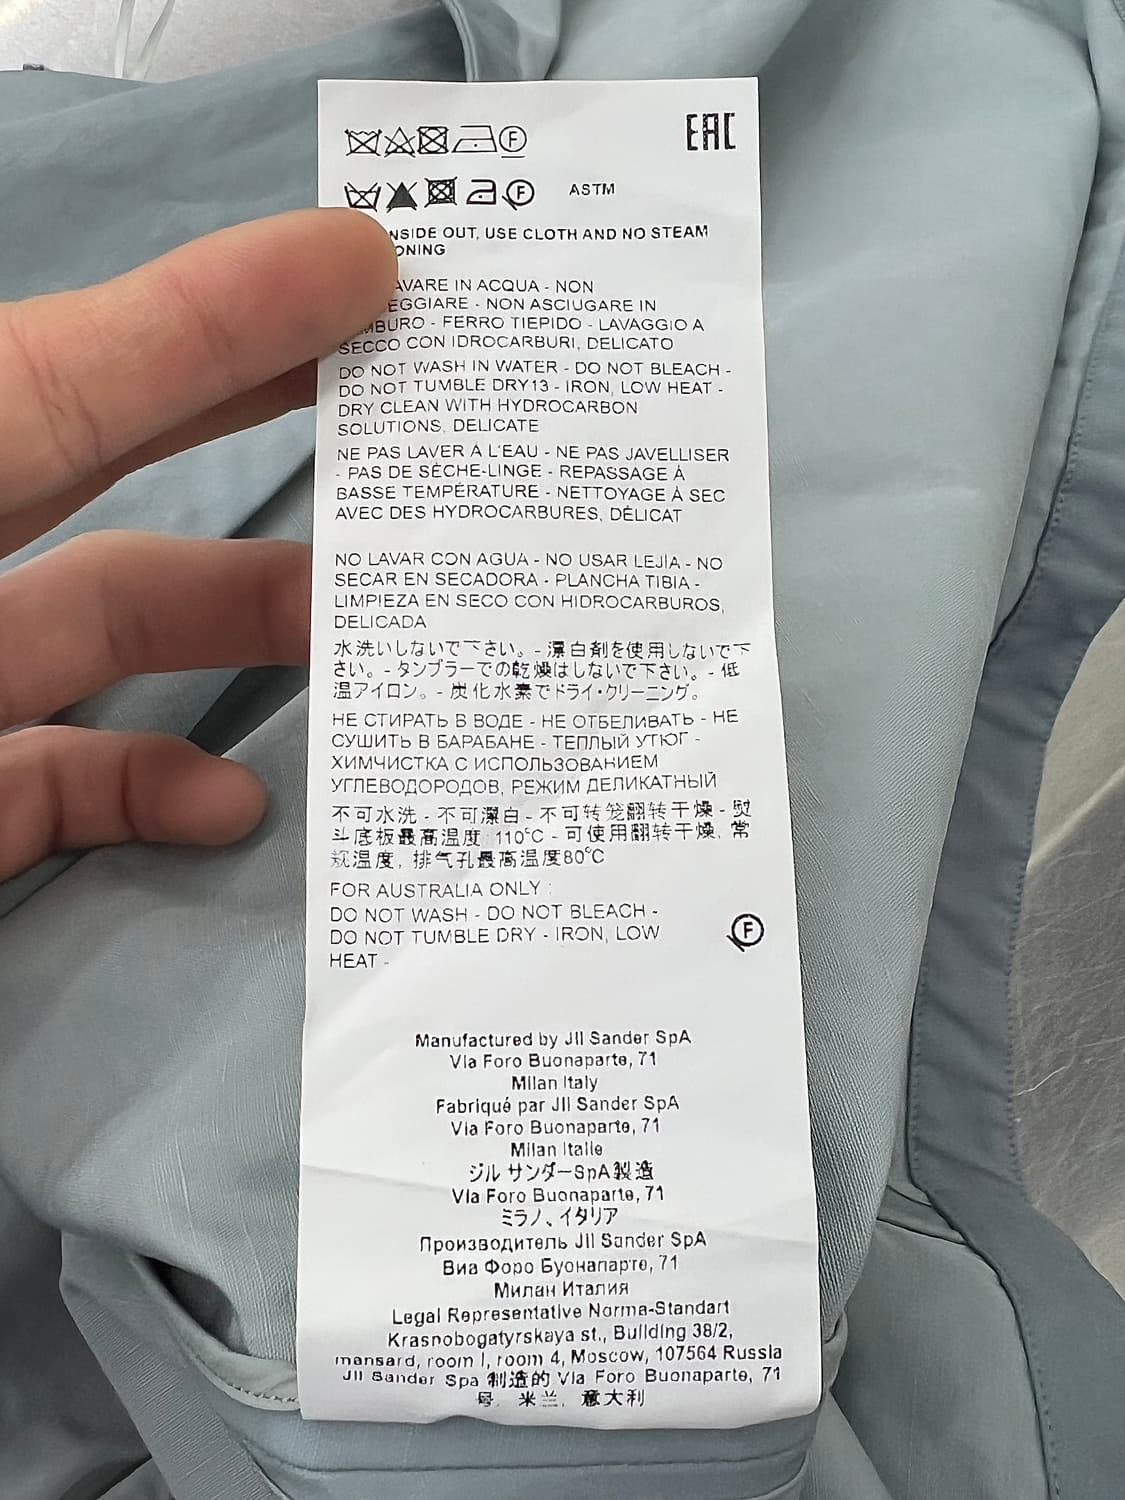 EAC
F
F ASTM
OUT, USE CLOTH AND NO STEAM
IN ACQUA - NON
- NON ASCIUGARE IN
- FERRO TIEPIDO - LAVAGGIO A
SECCO CON IDROCARBURI, DELICATO
DO NOT WASH IN WATER - DO NOT BLEACH -
DO NOT TUMBLE DRY13 - IRON, LOW HEAT -
DRY CLEAN WITH HYDROCARBON
SOLUTIONS, DELICATE
NE PAS LAVER À L'EAU - NE PAS JAVELLISER
- PAS DE SÈCHE-LINGE - REPASSAGE À
BASSE TEMPÉRATURE - NETTOYAGE À SEC
AVEC DES HYDROCARBURES, DÉLICAT
NO LAVAR CON AGUA - NO USAR LEJÍA - NO
SECAR EN SECADORA - PLANCHA TIBIA -
LIMPIEZA EN SECO CON HIDROCARBUROS,
DELICADA
水洗いしないで下さい。- 漂白剤を使用しないで下
さい。- タンブラーでの乾燥はしないで下さい。- 低
温アイロン。- 炭化水素でドライ・クリーニング。
НЕ СТИРАТЬ В ВОДЕ - НЕ ОТБЕЛИВАТЬ - НЕ
СУШИТЬ В БАРАБАНЕ - ТЕПЛЫЙ УТЮГ -
ХИМЧИСТКА С ИСПОЛЬЗОВАНИЕМ
УГЛЕВОДОРОДОВ, РЕЖИМ ДЕЛИКАТНЫЙ
不可水洗 - 不可漂白 - 不可转笼翻转干燥 - 熨
斗底板最高温度 110°C - 可使用翻转干燥, 常
规温度, 排气孔最高温度80°C
FOR AUSTRALIA ONLY :
DO NOT WASH - DO NOT BLEACH -
DO NOT TUMBLE DRY - IRON, LOW
HEAT -
F
Manufactured by Jil Sander SpA
Via Foro Buonaparte, 71
Milan Italy
Fabriqué par Jil Sander SpA
Via Foro Buonaparte, 71
Milan Italie
ジル サンダーSpA製造
Via Foro Buonaparte, 71
ミラノ、イタリア
Производитель Jil Sander SpA
Виа Форо Буонапарте, 71
Милан Италия
Legal Representative Norma-Standart
Krasnobogatyrskaya st., Building 38/2,
mansard, room I, room 4, Moscow, 107564 Russia
Jil Sander Spa 制造的 Via Foro Buonaparte, 71
号, 米兰, 意大利